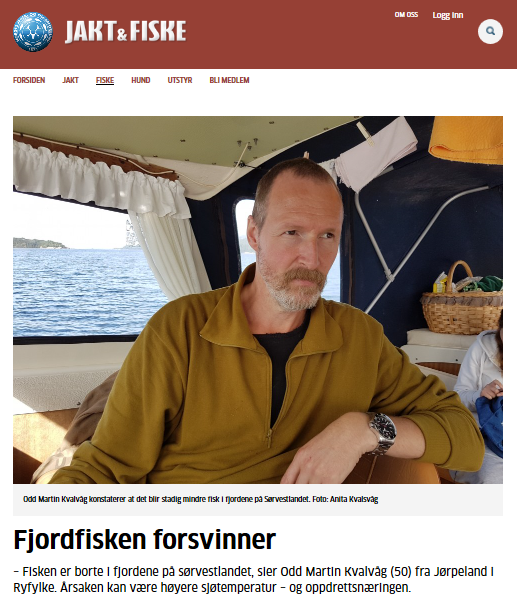 JAKT & FISKE
OM OSS
Logg inn
FORSIDEN
JAKT
FISKE
HUND
UTSTYR
BLI MEDLEM
Odd Martin Kvalvåg konstaterer at det blir stadig mindre fisk i fjordene på Sørvestlandet. Foto: Anita Kvalsvåg
Fjordfisken forsvinner
– Fisken er borte i fjordene på sørvestlandet, sier Odd Martin Kvalvåg (50) fra Jørpeland i
Ryfylke. Årsaken kan være høyere sjøtemperatur – og oppdrettsnæringen.